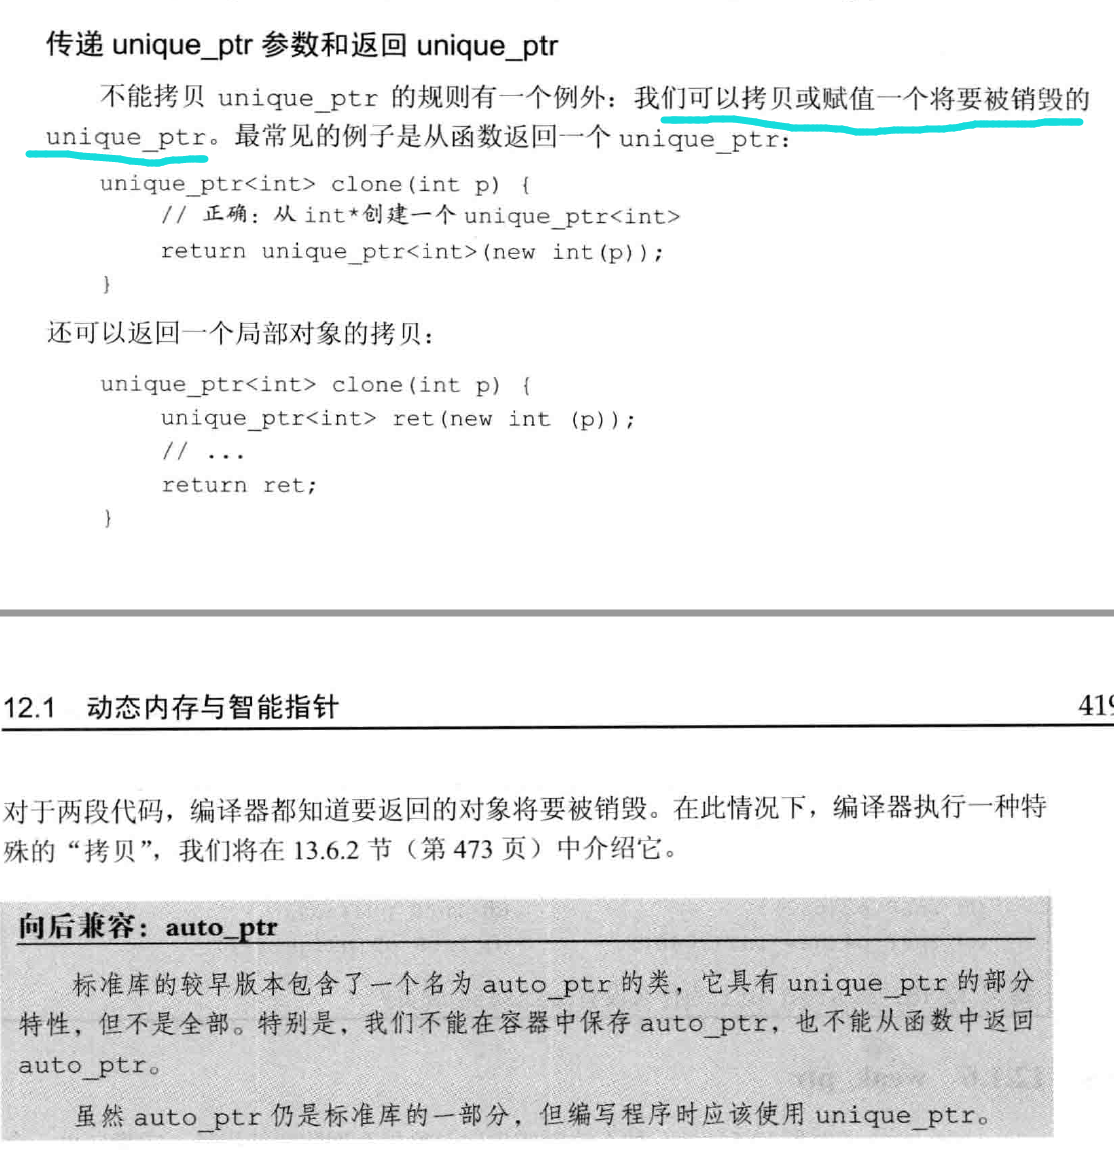 传递 unique_ptr 参数和返回 unique_ptr
不能拷贝 unique_ptr 的规则有一个例外：我们可以拷贝或赋值一个将要被销毁的
unique_ptr。最常见的例子是从函数返回一个 unique_ptr：
unique_ptr<int> clone(int p) {
// 正确：从 int*创建一个 unique_ptr<int>
return unique_ptr<int>(new int(p));
}
还可以返回一个局部对象的拷贝：
unique_ptr<int> clone(int p) {
unique_ptr<int> ret(new int (p));
// ...
return ret;
}
12.1 动态内存与智能指针 419
对于两段代码，编译器都知道要返回的对象将要被销毁。在此情况下，编译器执行一种特
殊的“拷贝”，我们将在 13.6.2 节（第 473 页）中介绍它。
向后兼容：auto_ptr
标准库的较早版本包含了一个名为 auto_ptr 的类，它具有 unique_ptr 的部分
特性，但不是全部。特别是，我们不能在容器中保存 auto_ptr，也不能从函数中返回
auto_ptr。
虽然 auto_ptr 仍是标准库的一部分，但编写程序时应该使用 unique_ptr。